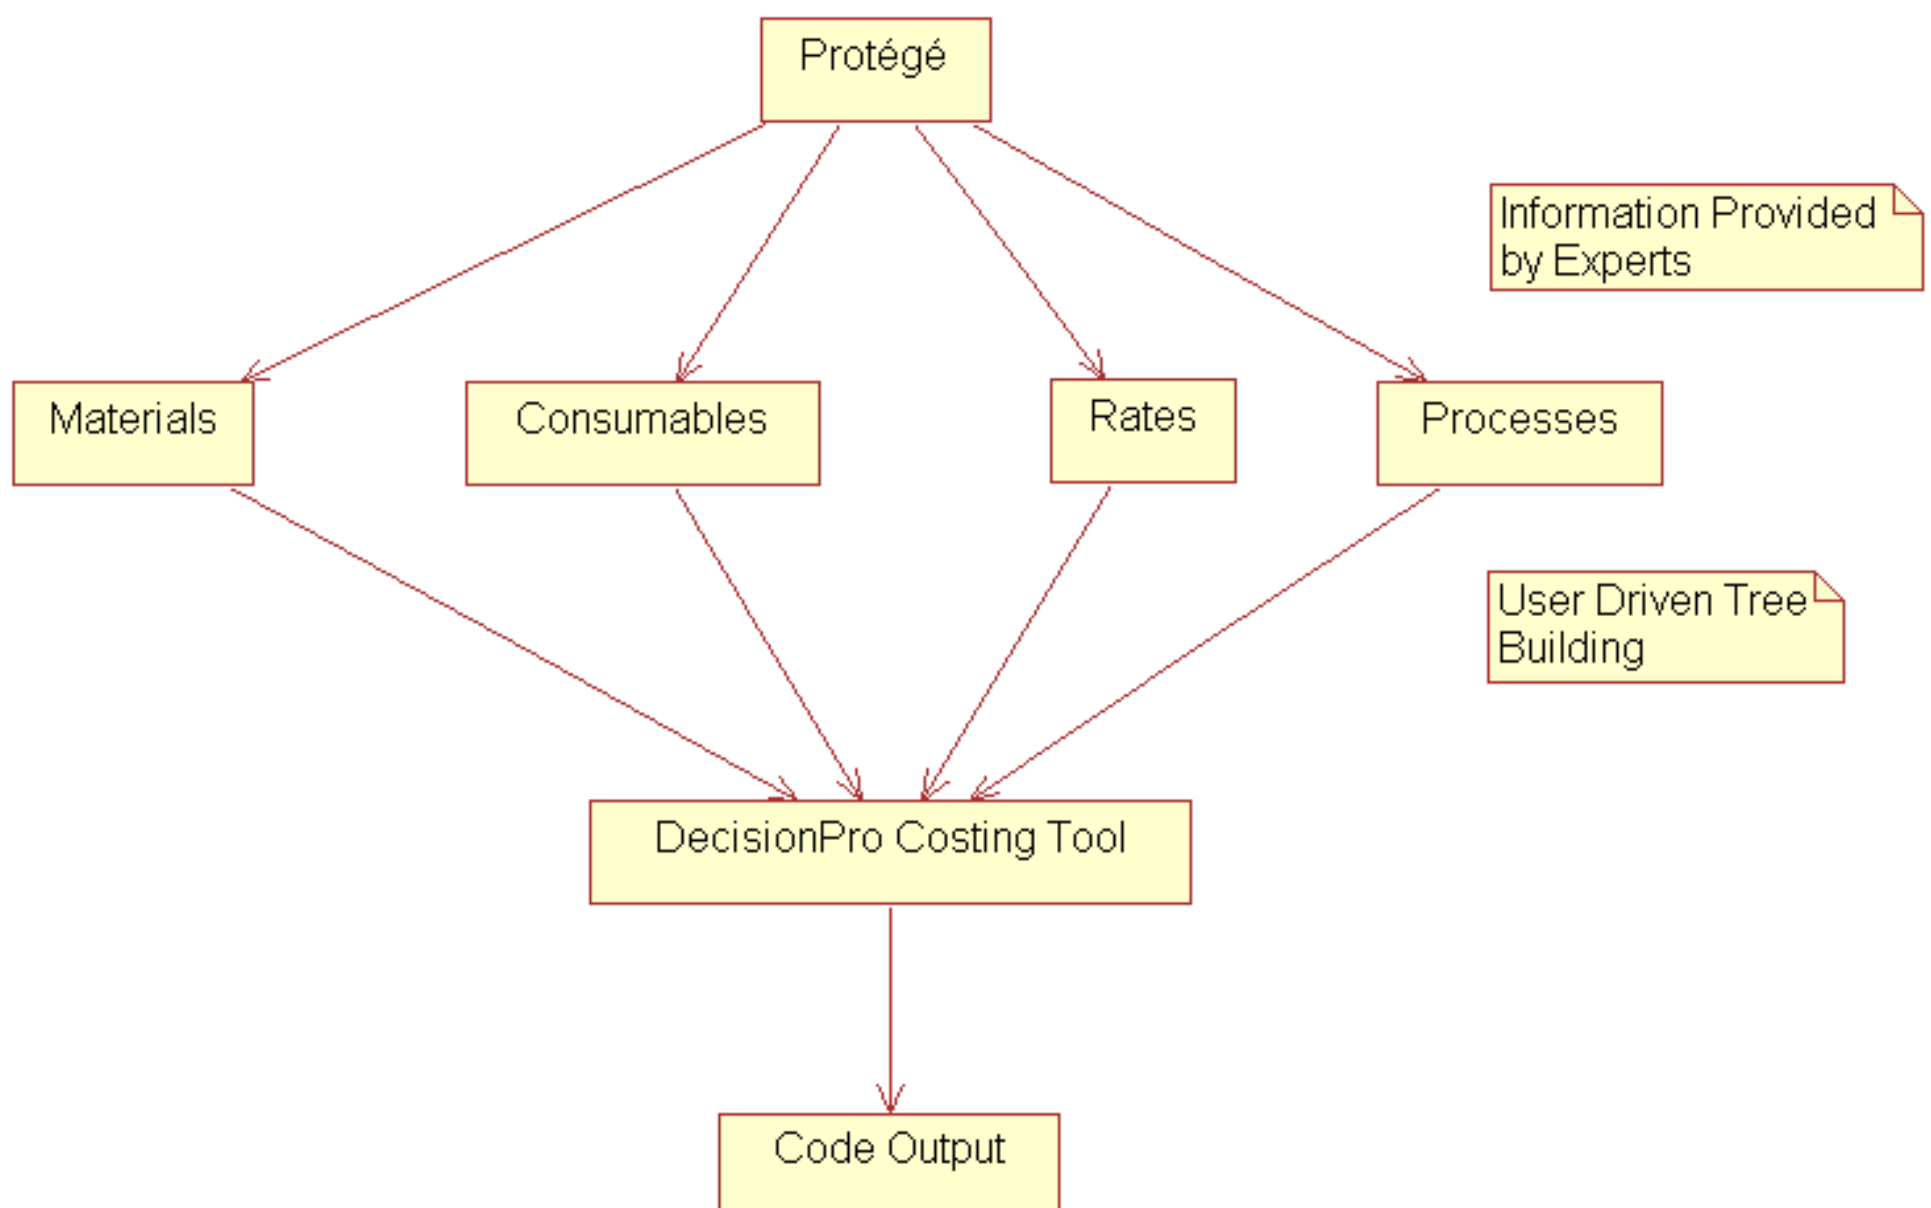 Protégé
Information Provided
by Experts
Materials
Consumables
Rates
Processes
User Driven Tree
Building
DecisionPro Costing Tool
Code Output